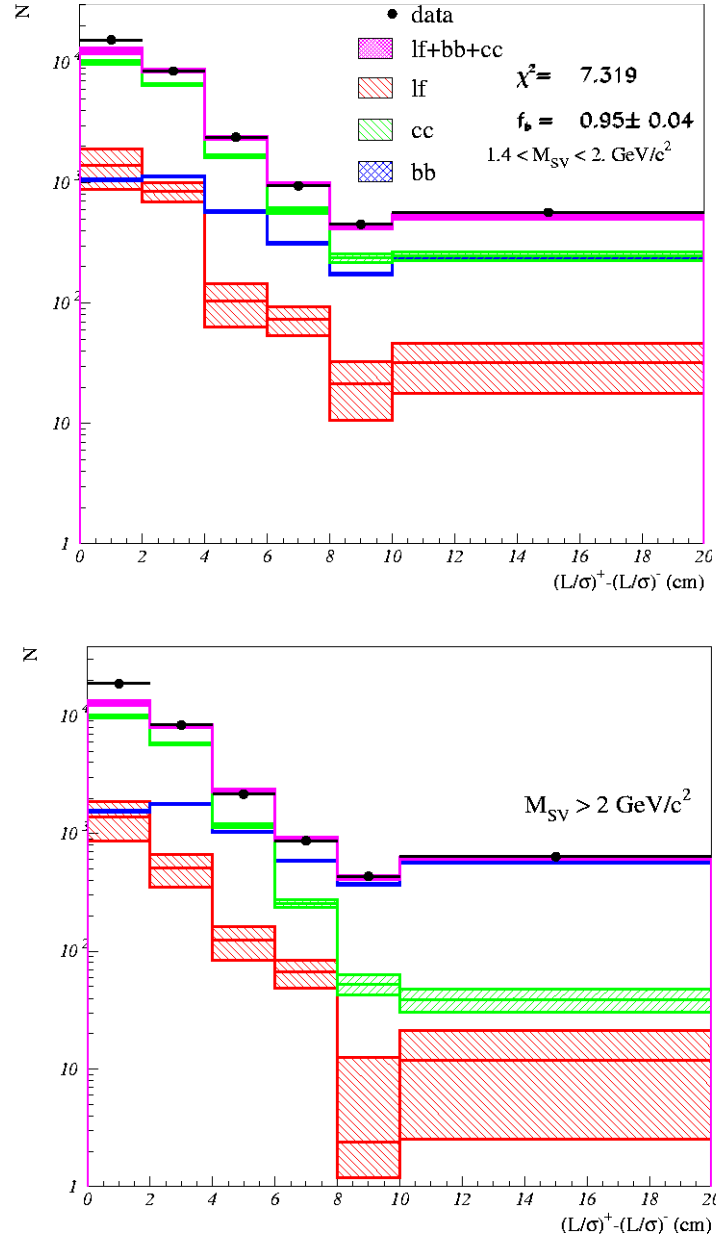 N
data
lf+bb+cc
lf
cc
bb
χ²= 7.319
f_b = 0.95± 0.04
1.4 < M_SV < 2. GeV/c²
10⁴
10³
10²
10
1
0 2 4 6 8 10 12 14 16 18 20
(L/σ)⁺-(L/σ)⁻ (cm)
N
M_SV > 2 GeV/c²
10⁴
10³
10²
10
1
0 2 4 6 8 10 12 14 16 18 20
(L/σ)⁺-(L/σ)⁻ (cm)